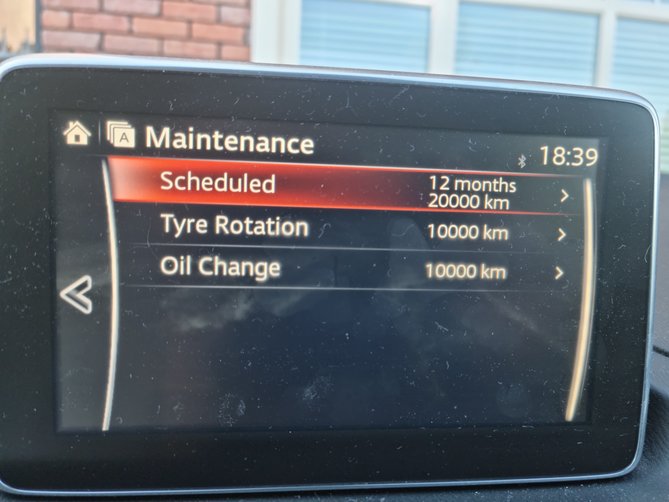 A Maintenance
18:39
Scheduled 12 months
20000 km
Tyre Rotation 10000 km
Oil Change 10000 km